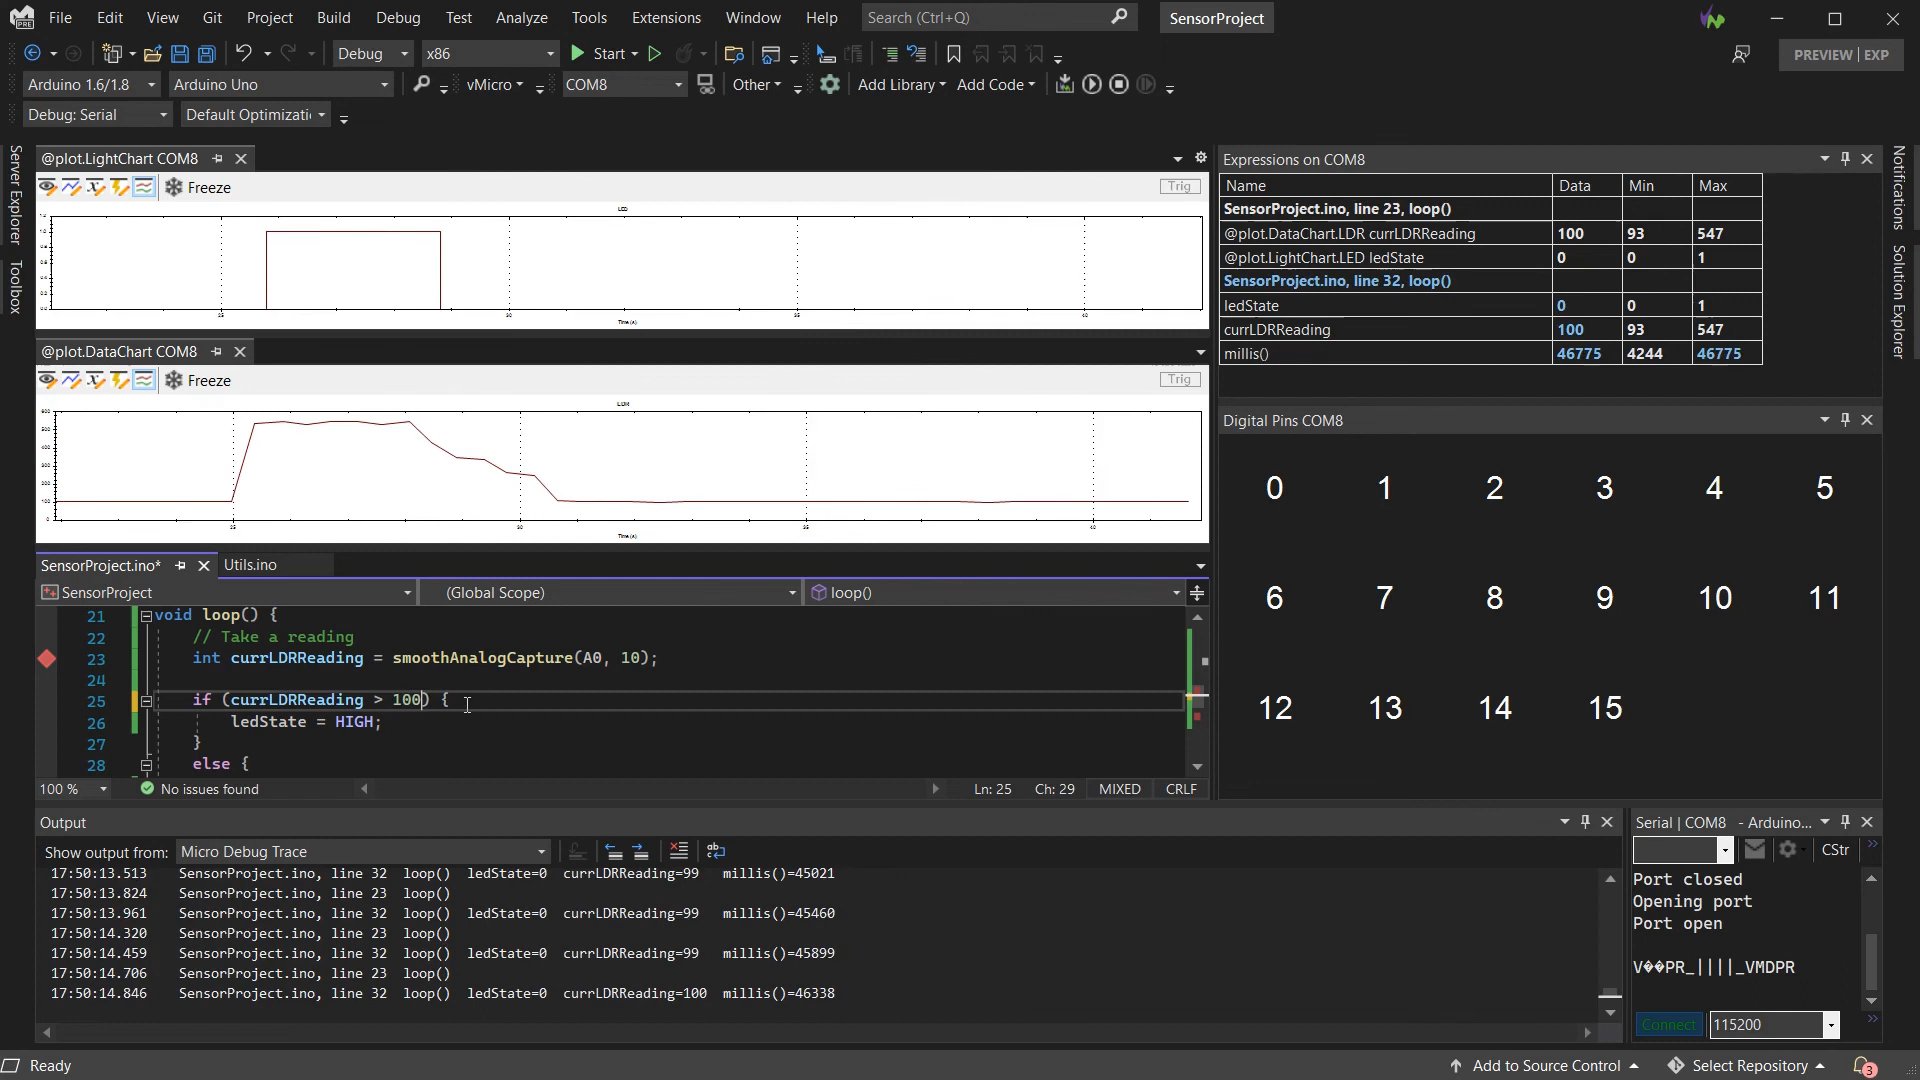 File Edit View Git Project Build Debug Test Analyze Tools Extensions Window Help Search (Ctrl+Q) SensorProject
Debug x86 Start PREVIEW | EXP
Arduino 1.6/1.8 Arduino Uno vMicro COM8 Other Add Library Add Code
Debug: Serial Default Optimizati
Server Explorer
Toolbox
@plot.LightChart COM8
Freeze Trig
LED
Time (s)
@plot.DataChart COM8
Freeze Trig
LDR
Time (s)
SensorProject.ino* Utils.ino
SensorProject (Global Scope) loop()
21 void loop() {
22 // Take a reading
23 int currLDRReading = smoothAnalogCapture(A0, 10);
24
25 if (currLDRReading > 100) {
26 ledState = HIGH;
27 }
28 else {
100 % No issues found Ln: 25 Ch: 29 MIXED CRLF
Expressions on COM8
Name Data Min Max
SensorProject.ino, line 23, loop()
@plot.DataChart.LDR currLDRReading 100 93 547
@plot.LightChart.LED ledState 0 0 1
SensorProject.ino, line 32, loop()
ledState 0 0 1
currLDRReading 100 93 547
millis() 46775 4244 46775
Digital Pins COM8
0 1 2 3 4 5
6 7 8 9 10 11
12 13 14 15
Notifications
Solution Explorer
Output
Show output from: Micro Debug Trace
17:50:13.513 SensorProject.ino, line 32 loop() ledState=0 currLDRReading=99 millis()=45021
17:50:13.824 SensorProject.ino, line 23 loop()
17:50:13.961 SensorProject.ino, line 32 loop() ledState=0 currLDRReading=99 millis()=45460
17:50:14.320 SensorProject.ino, line 23 loop()
17:50:14.459 SensorProject.ino, line 32 loop() ledState=0 currLDRReading=99 millis()=45899
17:50:14.706 SensorProject.ino, line 23 loop()
17:50:14.846 SensorProject.ino, line 32 loop() ledState=0 currLDRReading=100 millis()=46338
Serial | COM8 - Arduino...
CStr
Port closed
Opening port
Port open
V��PR_||||_VMDPR
Connect 115200
Ready Add to Source Control Select Repository 3